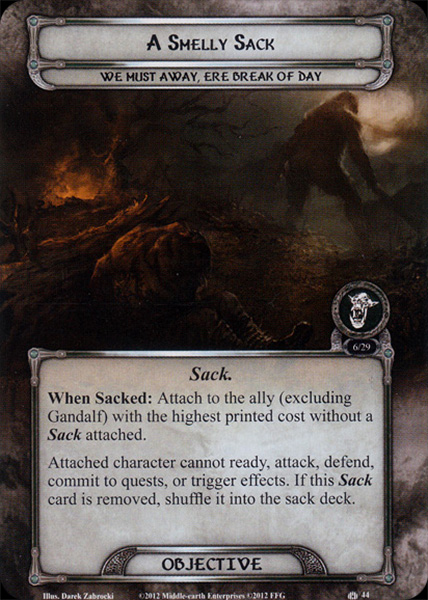 A Smelly Sack
We Must Away, Ere Break of Day
6/29
Sack.
When Sacked: Attach to the ally (excluding
Gandalf) with the highest printed cost without a
Sack attached.
Attached character cannot ready, attack, defend,
commit to quests, or trigger effects. If this Sack
card is removed, shuffle it into the sack deck.
OBJECTIVE
Illus. Darek Zabrocki ©2012 Middle-earth Enterprises ©2012 FFG 44